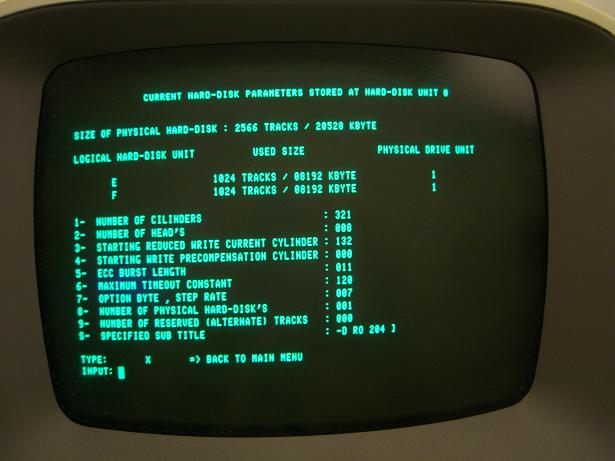 CURRENT HARD-DISK PARAMETERS STORED AT HARD-DISK UNIT 0
SIZE OF PHYSICAL HARD-DISK : 2566 TRACKS / 20528 KBYTE
LOGICAL HARD-DISK UNIT USED SIZE PHYSICAL DRIVE UNIT
E 1024 TRACKS / 08192 KBYTE 1
F 1024 TRACKS / 08192 KBYTE 1
1- NUMBER OF CILINDERS : 321
2- NUMBER OF HEAD'S : 008
3- STARTING REDUCED WRITE CURRENT CYLINDER : 132
4- STARTING WRITE PRECOMPENSATION CYLINDER : 000
5- ECC BURST LENGTH : 011
6- MAXIMUM TIMEOUT CONSTANT : 120
7- OPTION BYTE , STEP RATE : 007
8- NUMBER OF PHYSICAL HARD-DISK'S : 001
9- NUMBER OF RESERVED (ALTERNATE) TRACKS : 000
S- SPECIFIED SUB TITLE : -D RO 204 ]
TYPE: X => BACK TO MAIN MENU
INPUT: